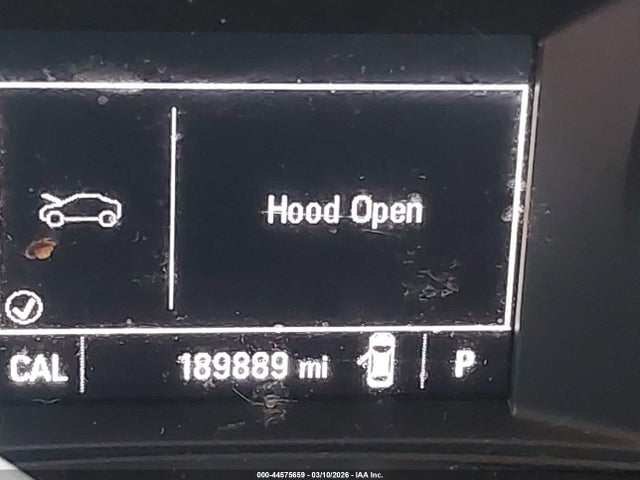 Hood Open
CAL 189889 mi P
000-44575659 - 03/10/2026 - IAA Inc.